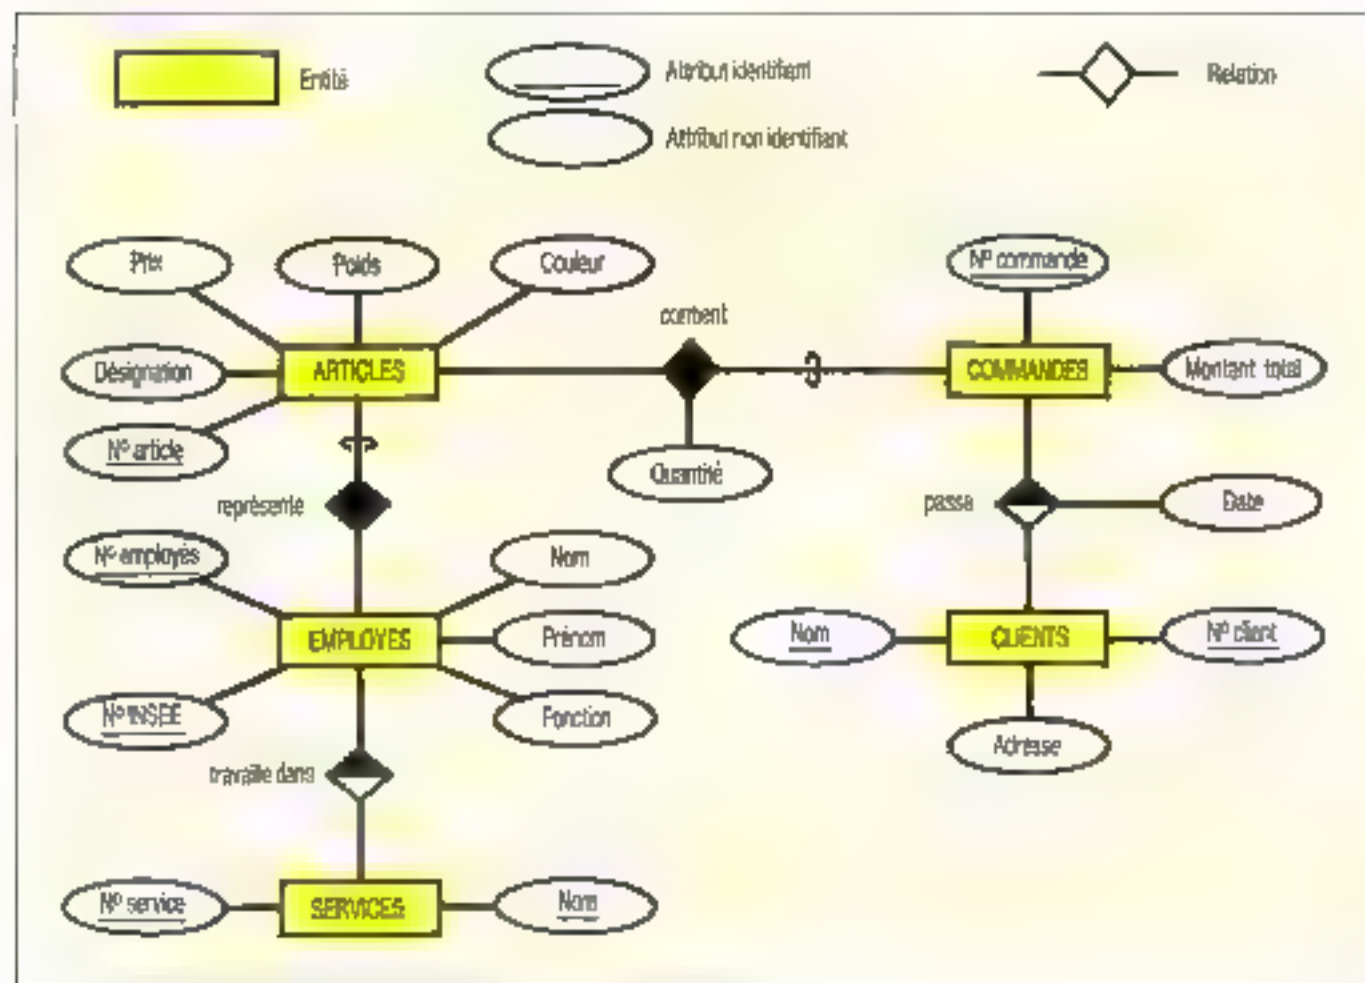 Entité
Attribut identifiant
Attribut non identifiant
Relation
Prix
Poids
Couleur
N° commande
contient
Désignation
ARTICLES
COMMANDES
Montant total
N° article
Quantité
représente
passe
Date
N° employés
Nom
EMPLOYES
Prénom
Nom
CLIENTS
N° client
N° INSEE
Fonction
Adresse
travaille dans
N° service
SERVICES
Nom